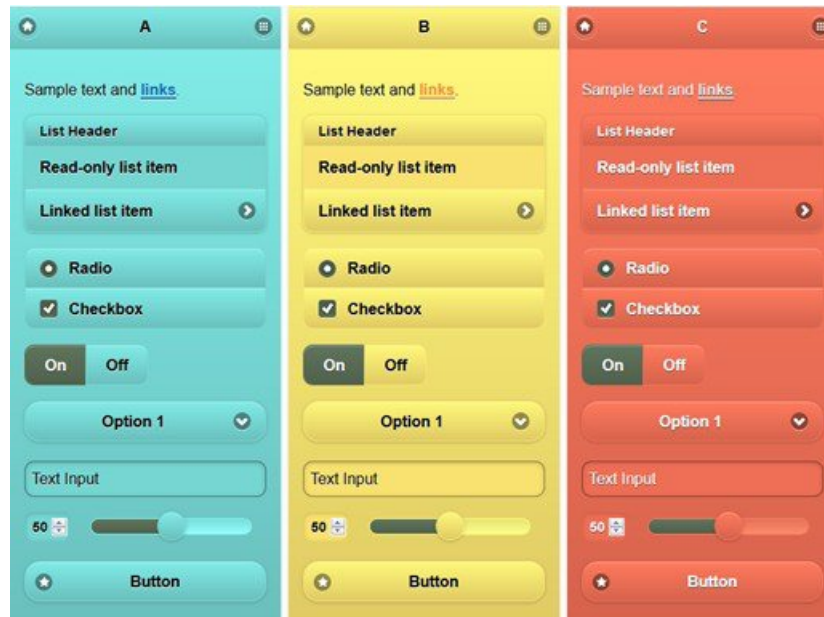 A
Sample text and links.
List Header
Read-only list item
Linked list item
Radio
Checkbox
On Off
Option 1
Text Input
50
Button
B
Sample text and links.
List Header
Read-only list item
Linked list item
Radio
Checkbox
On Off
Option 1
Text Input
50
Button
C
Sample text and links
List Header
Read-only list item
Linked list item
Radio
Checkbox
On Off
Option 1
Text Input
50
Button